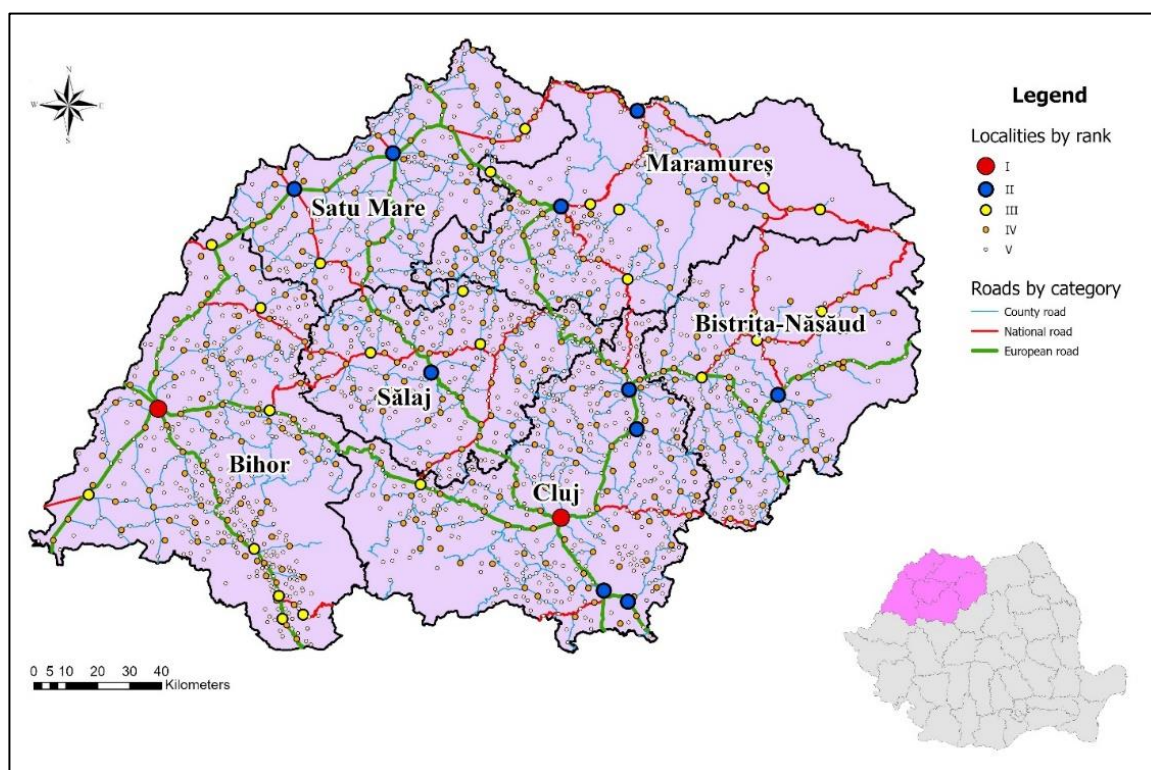 N
W
E
S
Maramureș
Satu Mare
Bistrița-Năsăud
Sălaj
Bihor
Cluj
Legend
Localities by rank
I
II
III
IV
V
Roads by category
County road
National road
European road
0 5 10 20 30 40
Kilometers